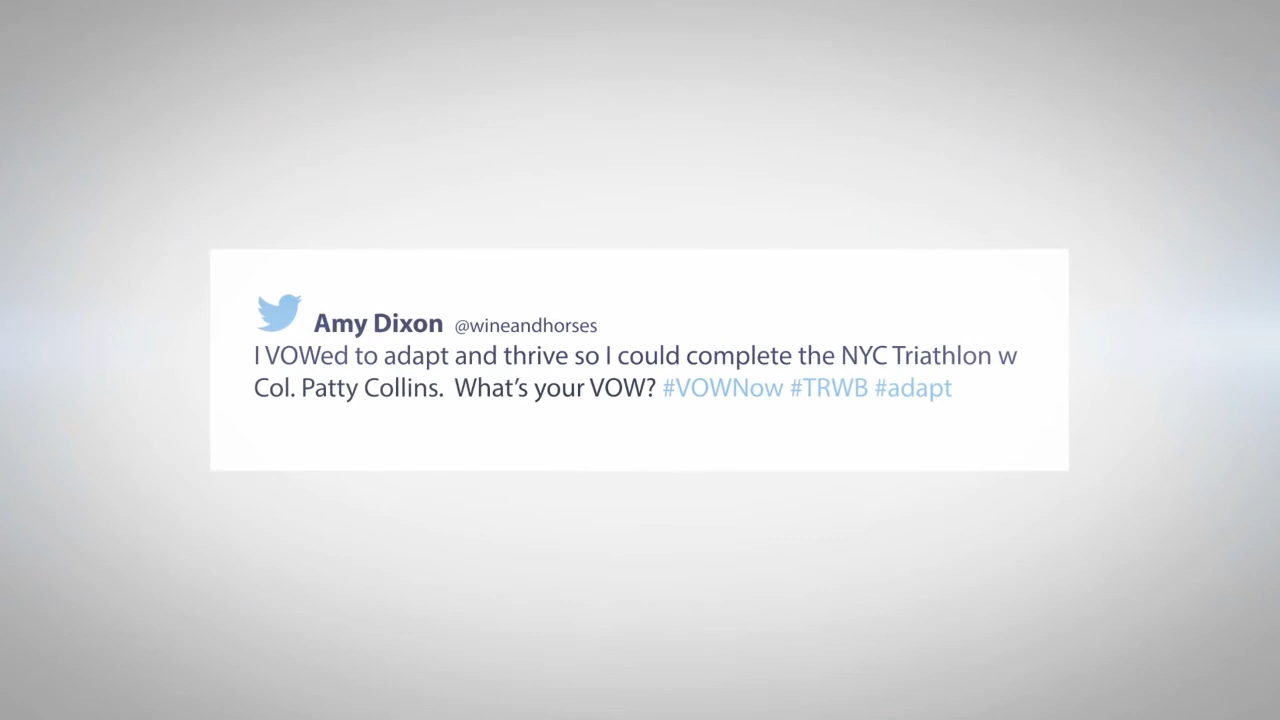 Amy Dixon @wineandhorses
I VOWed to adapt and thrive so I could complete the NYC Triathlon w
Col. Patty Collins.  What's your VOW? #VOWNow #TRWB #adapt